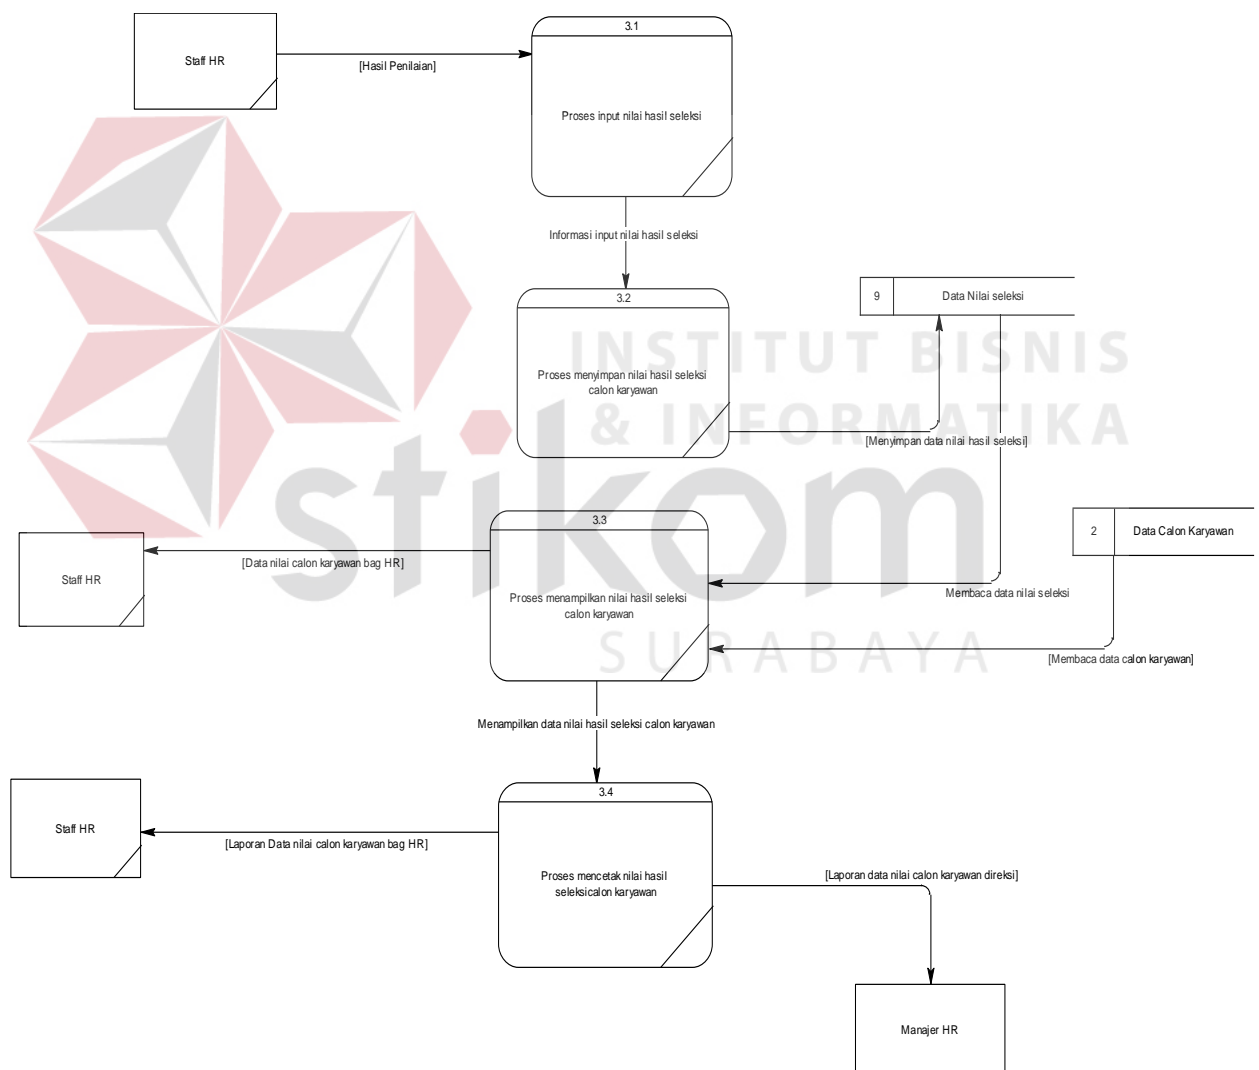 Staff HR
[Hasil Penilaian]
3.1
Proses input nilai hasil seleksi
Informasi input nilai hasil seleksi
3.2
Proses menyimpan nilai hasil seleksi
calon karyawan
9
Data Nilai seleksi
[Menyimpan data nilai hasil seleksi]
INSTITUT BISNIS
& INFORMATIKA
stikom
SURABAYA
3.3
Proses menampilkan nilai hasil seleksi
calon karyawan
2
Data Calon Karyawan
[Data nilai calon karyawan bag HR]
Staff HR
Membaca data nilai seleksi
[Membaca data calon karyawan]
Menampilkan data nilai hasil seleksi calon karyawan
3.4
Proses mencetak nilai hasil
seleksicalon karyawan
Staff HR
[Laporan Data nilai calon karyawan bag HR]
[Laporan data nilai calon karyawan direksi]
Manajer HR